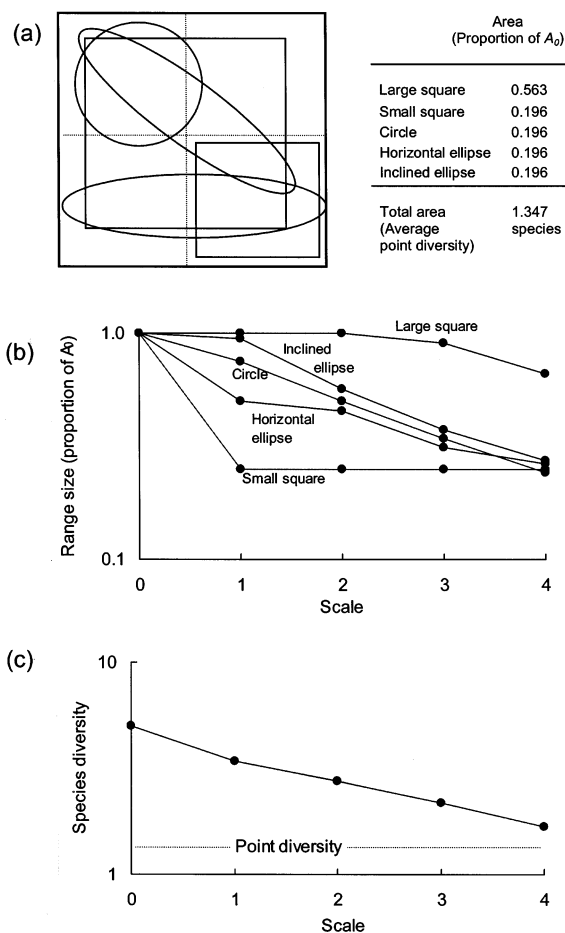 (a)
Area
(Proportion of A₀)
Large square 0.563
Small square 0.196
Circle 0.196
Horizontal ellipse 0.196
Inclined ellipse 0.196
Total area 1.347
(Average species
point diversity)
(b)
Range size (proportion of A₀)
1.0
0.1
Large square
Inclined
ellipse
Circle
Horizontal
ellipse
Small square
0 1 2 3 4
Scale
(c)
Species diversity
10
1
Point diversity
0 1 2 3 4
Scale